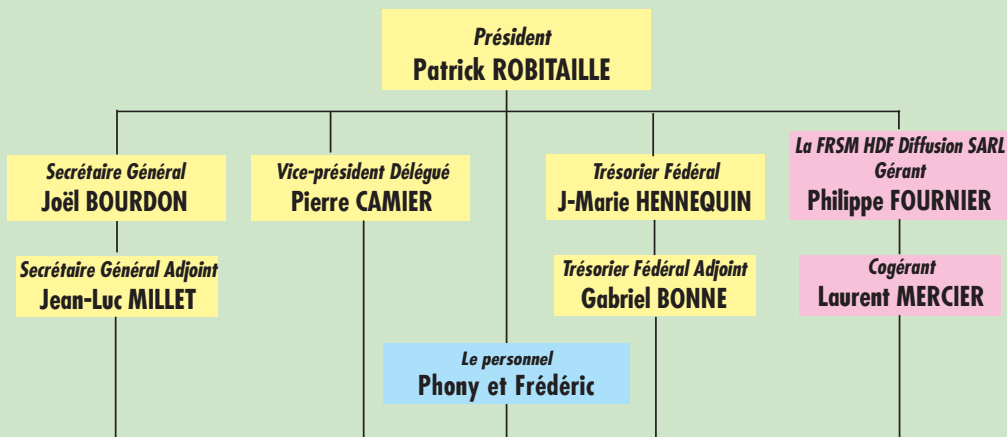 Président
Patrick ROBITAILLE
Secrétaire Général
Joël BOURDON
Vice-président Délégué
Pierre CAMIER
Trésorier Fédéral
J-Marie HENNEQUIN
La FRSM HDF Diffusion SARL
Gérant
Philippe FOURNIER
Secrétaire Général Adjoint
Jean-Luc MILLET
Trésorier Fédéral Adjoint
Gabriel BONNE
Cogérant
Laurent MERCIER
Le personnel
Phony et Frédéric